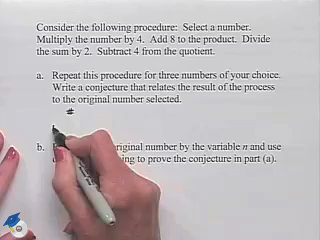 Consider the following procedure: Select a number.
Multiply the number by 4. Add 8 to the product. Divide
the sum by 2. Subtract 4 from the quotient.
a. Repeat this procedure for three numbers of your choice.
Write a conjecture that relates the result of the process
to the original number selected.
#
b. original number by the variable n and use
to prove the conjecture in part (a).